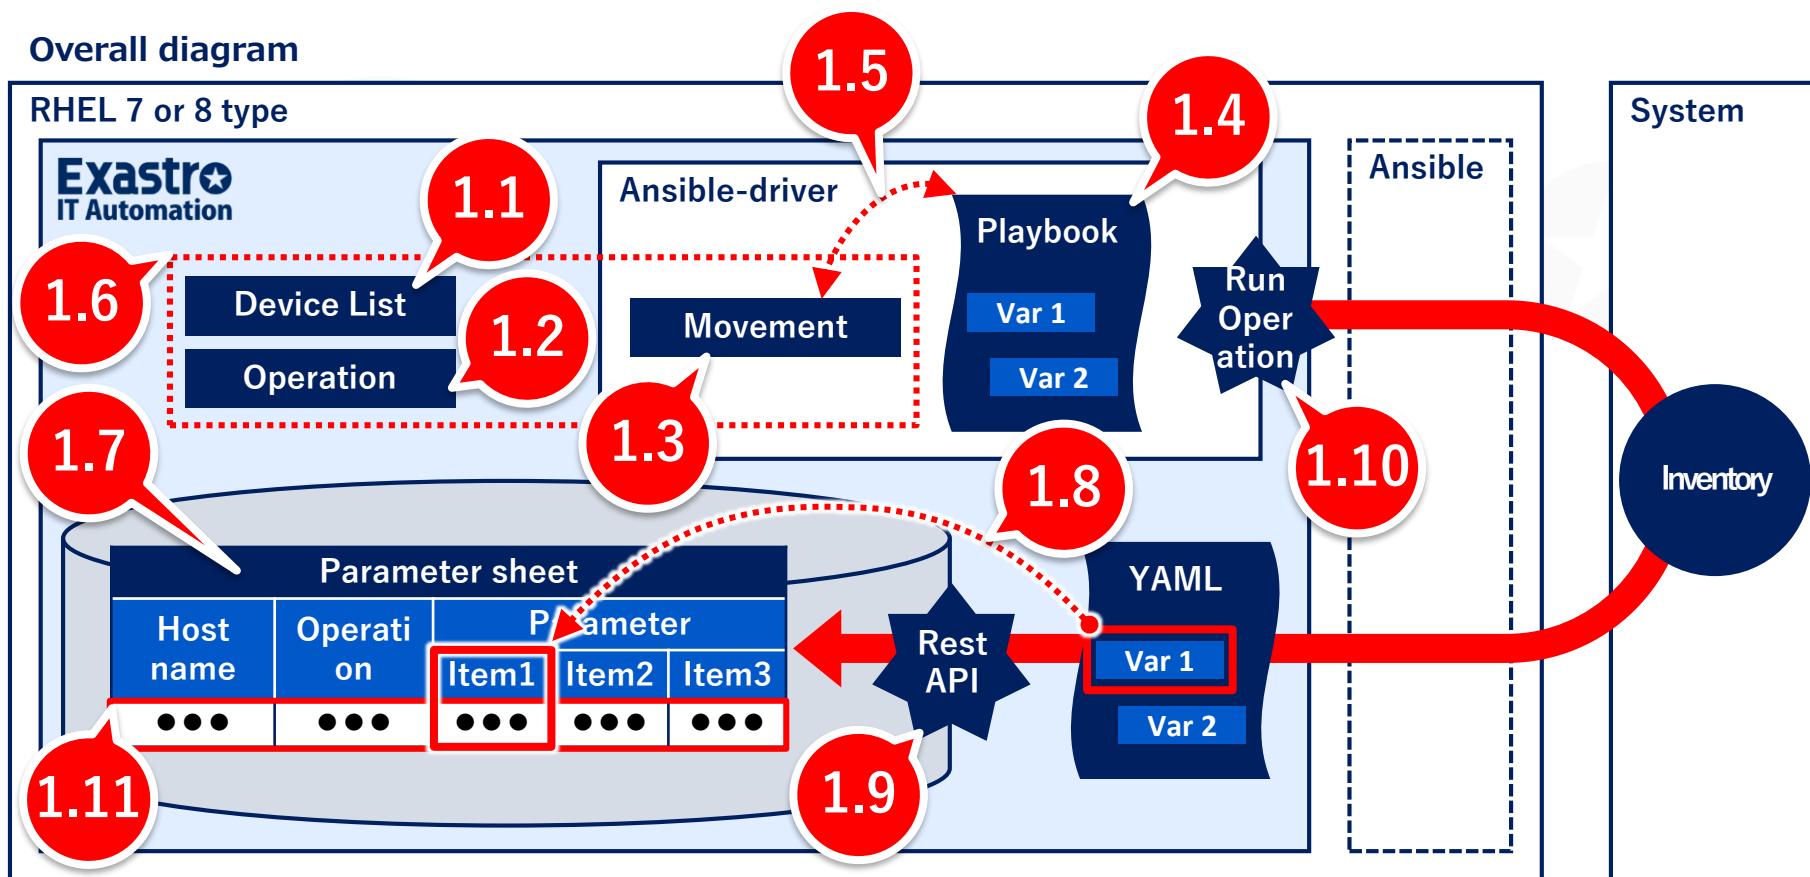 Overall diagram
RHEL 7 or 8 type
System
Exastro
IT Automation
Ansible-driver
Ansible
1.5
1.4
1.1
Playbook
1.6
Device List
1.2
Operation
Movement
Var 1
Var 2
Run
Oper
ation
1.3
1.7
1.8
1.10
Inventory
Parameter sheet
Host
name
Operati
on
Parameter
Item1
Item2
Item3
●●●
●●●
●●●
●●●
●●●
Rest
API
YAML
Var 1
Var 2
1.11
1.9